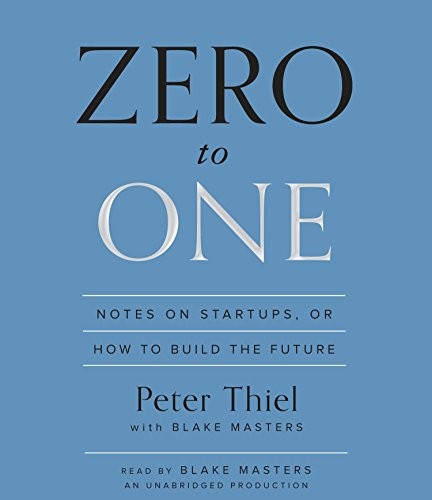 ZERO
to
ONE
NOTES ON STARTUPS, OR
HOW TO BUILD THE FUTURE
Peter Thiel
with BLAKE MASTERS
READ BY BLAKE MASTERS
AN UNABRIDGED PRODUCTION